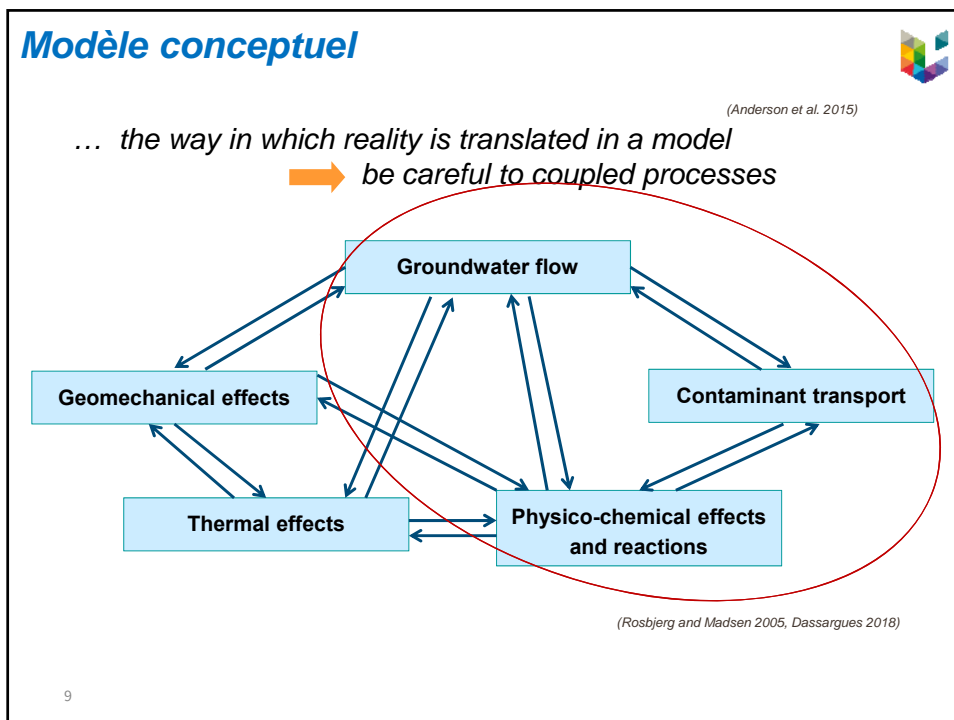 Modèle conceptuel
(Anderson et al. 2015)
… the way in which reality is translated in a model
be careful to coupled processes
Groundwater flow
Geomechanical effects
Contaminant transport
Thermal effects
Physico-chemical effects
and reactions
(Rosbjerg and Madsen 2005, Dassargues 2018)
9